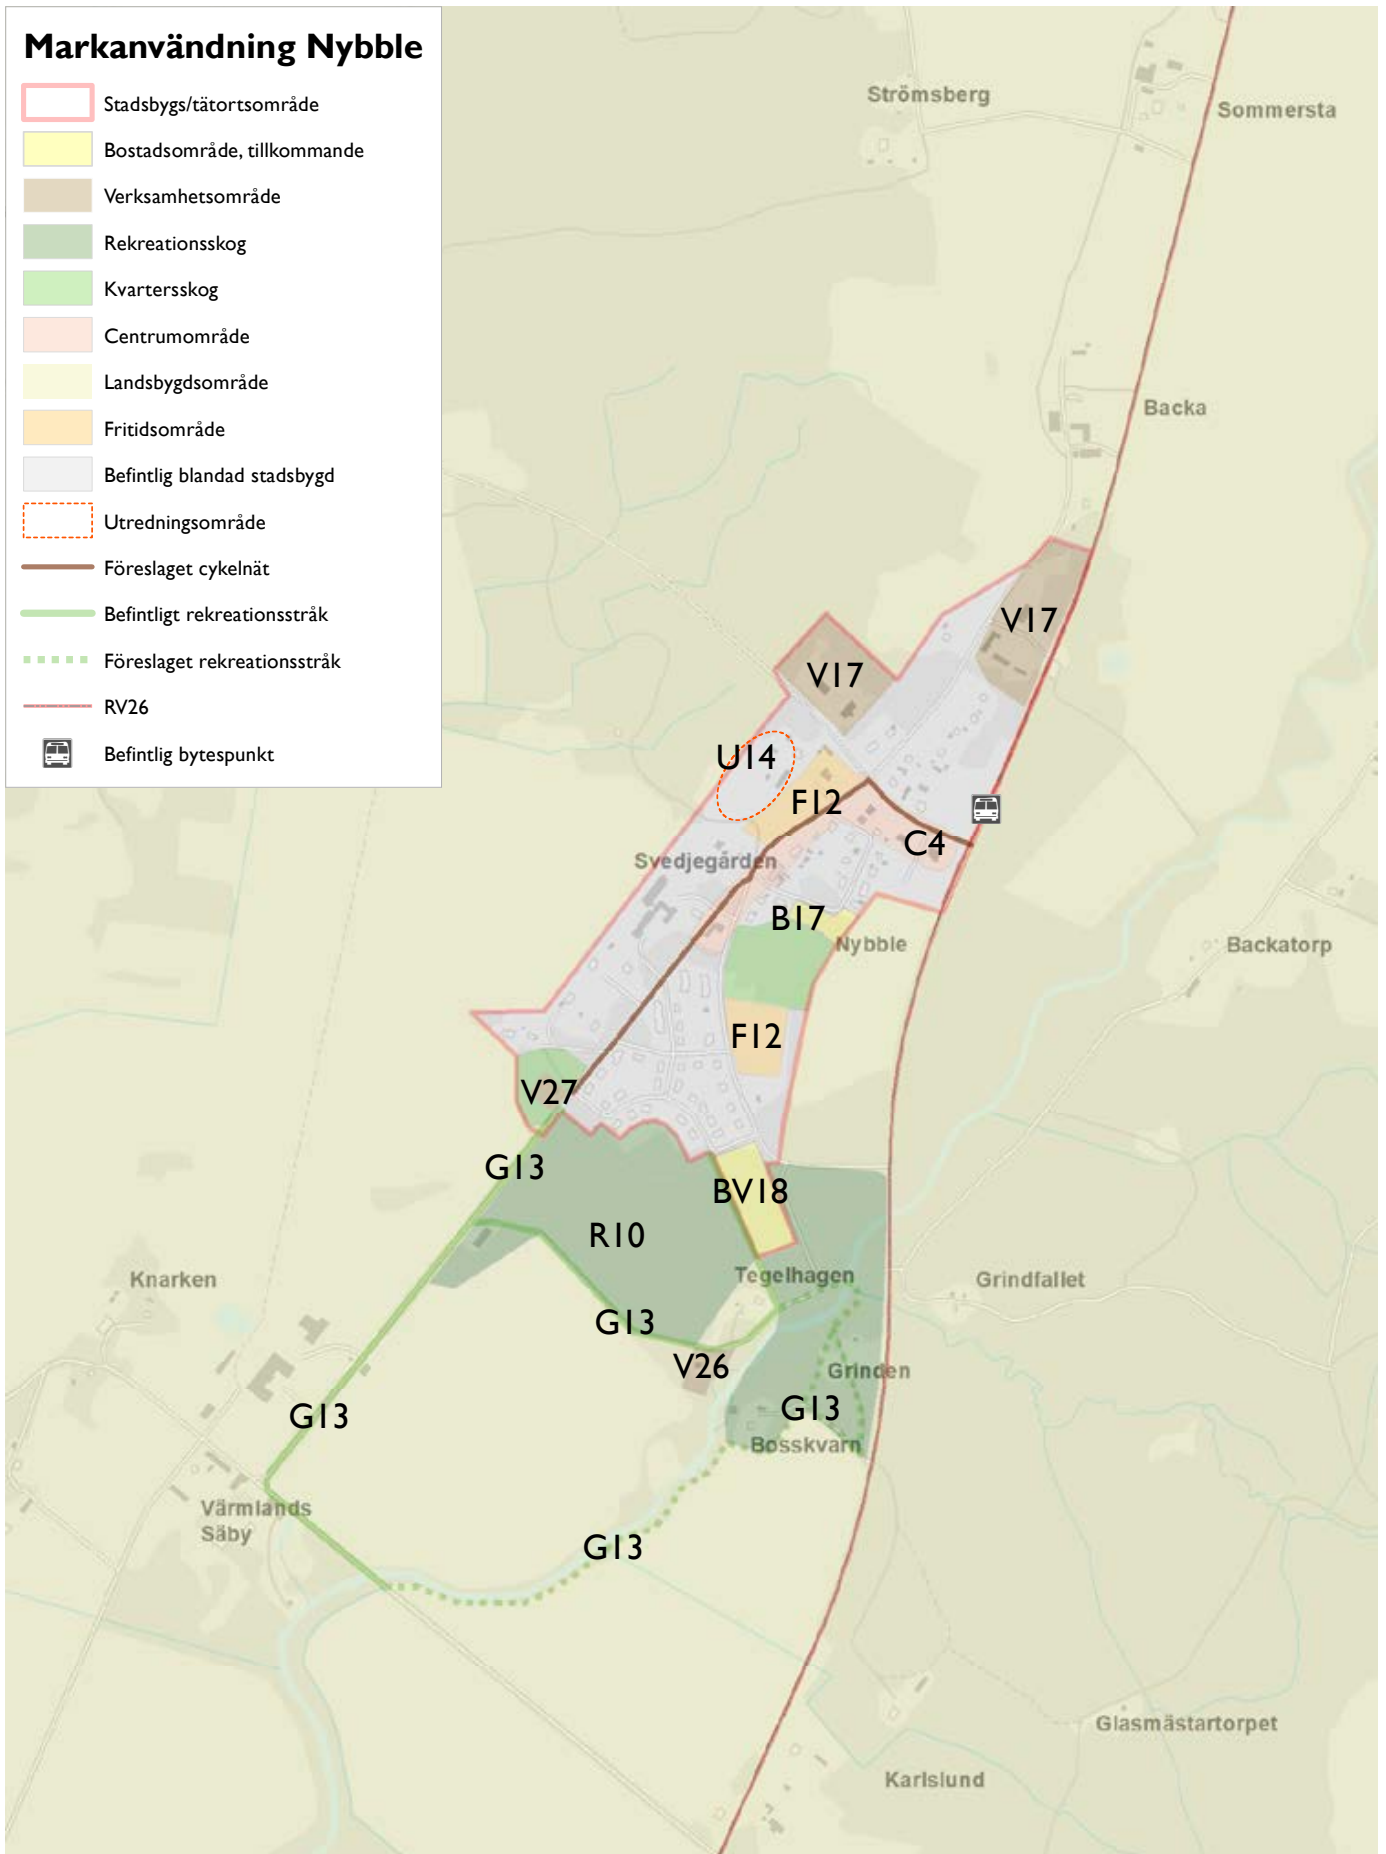 Markanvändning Nybble
Stadsbygs/tätortsområde
Bostadsområde, tillkommande
Verksamhetsområde
Rekreationsskog
Kvartersskog
Centrumområde
Landsbygdsområde
Fritidsområde
Befintlig blandad stadsbygd
Utredningsområde
Föreslaget cykelnät
Befintligt rekreationsstråk
Föreslaget rekreationsstråk
RV26
Befintlig bytespunkt
Strömsberg
Sommersta
Backa
V17
V17
U14
F12
C4
Svedjegården
B17
Nybble
Backatorp
F12
V27
G13
BV18
R10
Tegelhagen
Knarken
Grindfallet
G13
V26
Grinden
G13
G13
Bosskvarn
Värmlands
Säby
G13
Glasmästartorpet
Karlslund